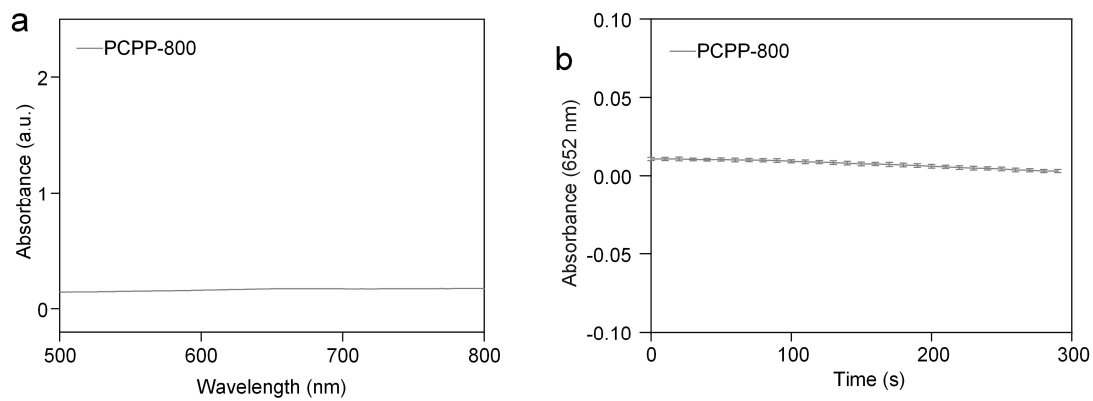 a
PCPP-800
2
1
0
500 600 700 800
Absorbance (a.u.)
Wavelength (nm)
b
PCPP-800
0.10
0.05
0.00
-0.05
-0.10
0 100 200 300
Absorbance (652 nm)
Time (s)